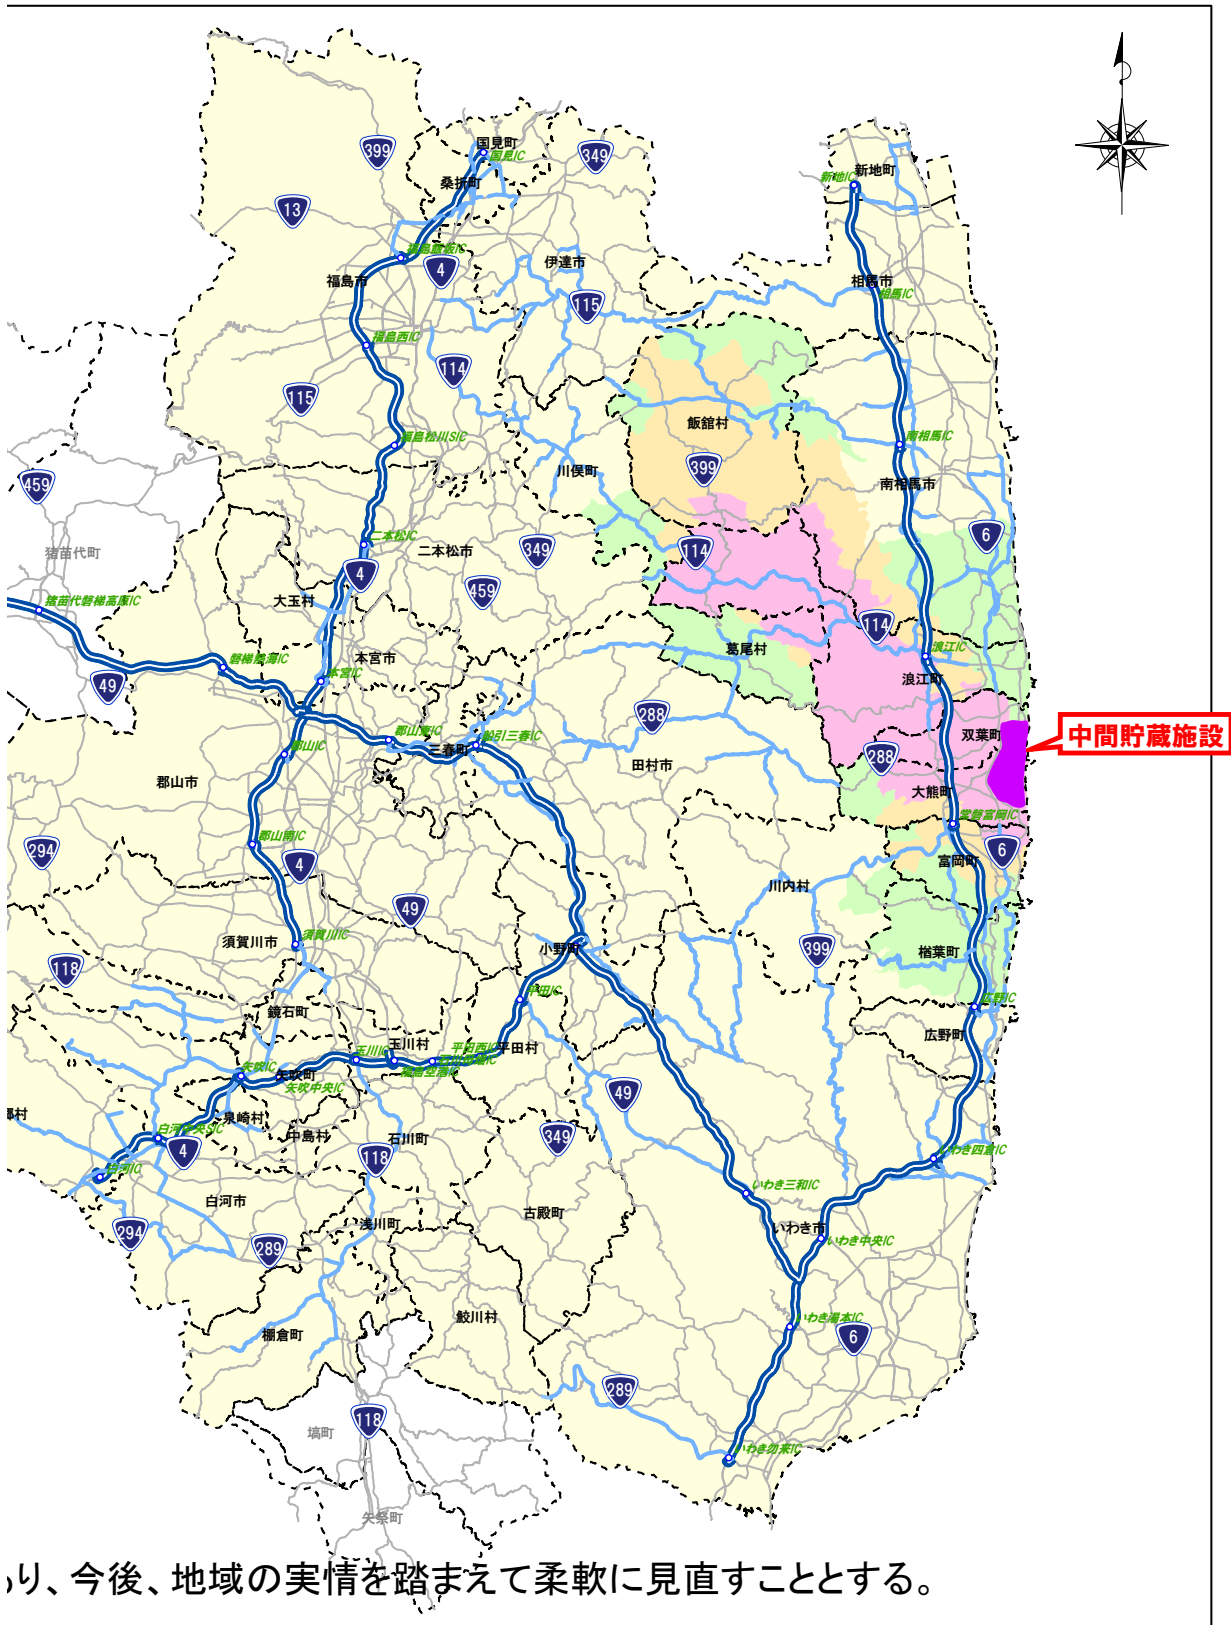 399
国見町
国見IC
349
桑折町
新地町
新地IC
13
福島飯坂IC
4
伊達市
福島市
相馬市
相馬IC
115
福島西IC
114
115
飯舘村
福島松川SIC
南相馬IC
川俣町
399
459
南相馬市
6
二本松IC
二本松市
349
114
猪苗代町
4
459
猪苗代磐梯高原IC
大玉村
114
葛尾村
浪江IC
本宮市
磐梯熱海IC
本宮IC
浪江町
49
288
双葉町
中間貯蔵施設
郡山IC
郡山東IC
三春町
船引三春IC
288
田村市
郡山市
大熊町
常磐富岡IC
郡山南IC
294
4
6
富岡町
川内村
49
須賀川市
須賀川IC
小野町
399
楢葉町
118
平田IC
広野IC
鏡石町
広野町
玉川村
玉川IC
平田西IC
平田村
福島空港IC
矢吹IC
矢吹町
矢吹中央IC
49
泉崎村
白河中央SIC
中島村
石川町
349
4
118
白河IC
いわき四倉IC
いわき三和IC
白河市
古殿町
浅川町
いわき市
294
289
いわき中央IC
鮫川村
いわき湯本IC
棚倉町
6
289
118
塙町
いわき勿来IC
矢祭町
り、今後、地域の実情を踏まえて柔軟に見直すこととする。